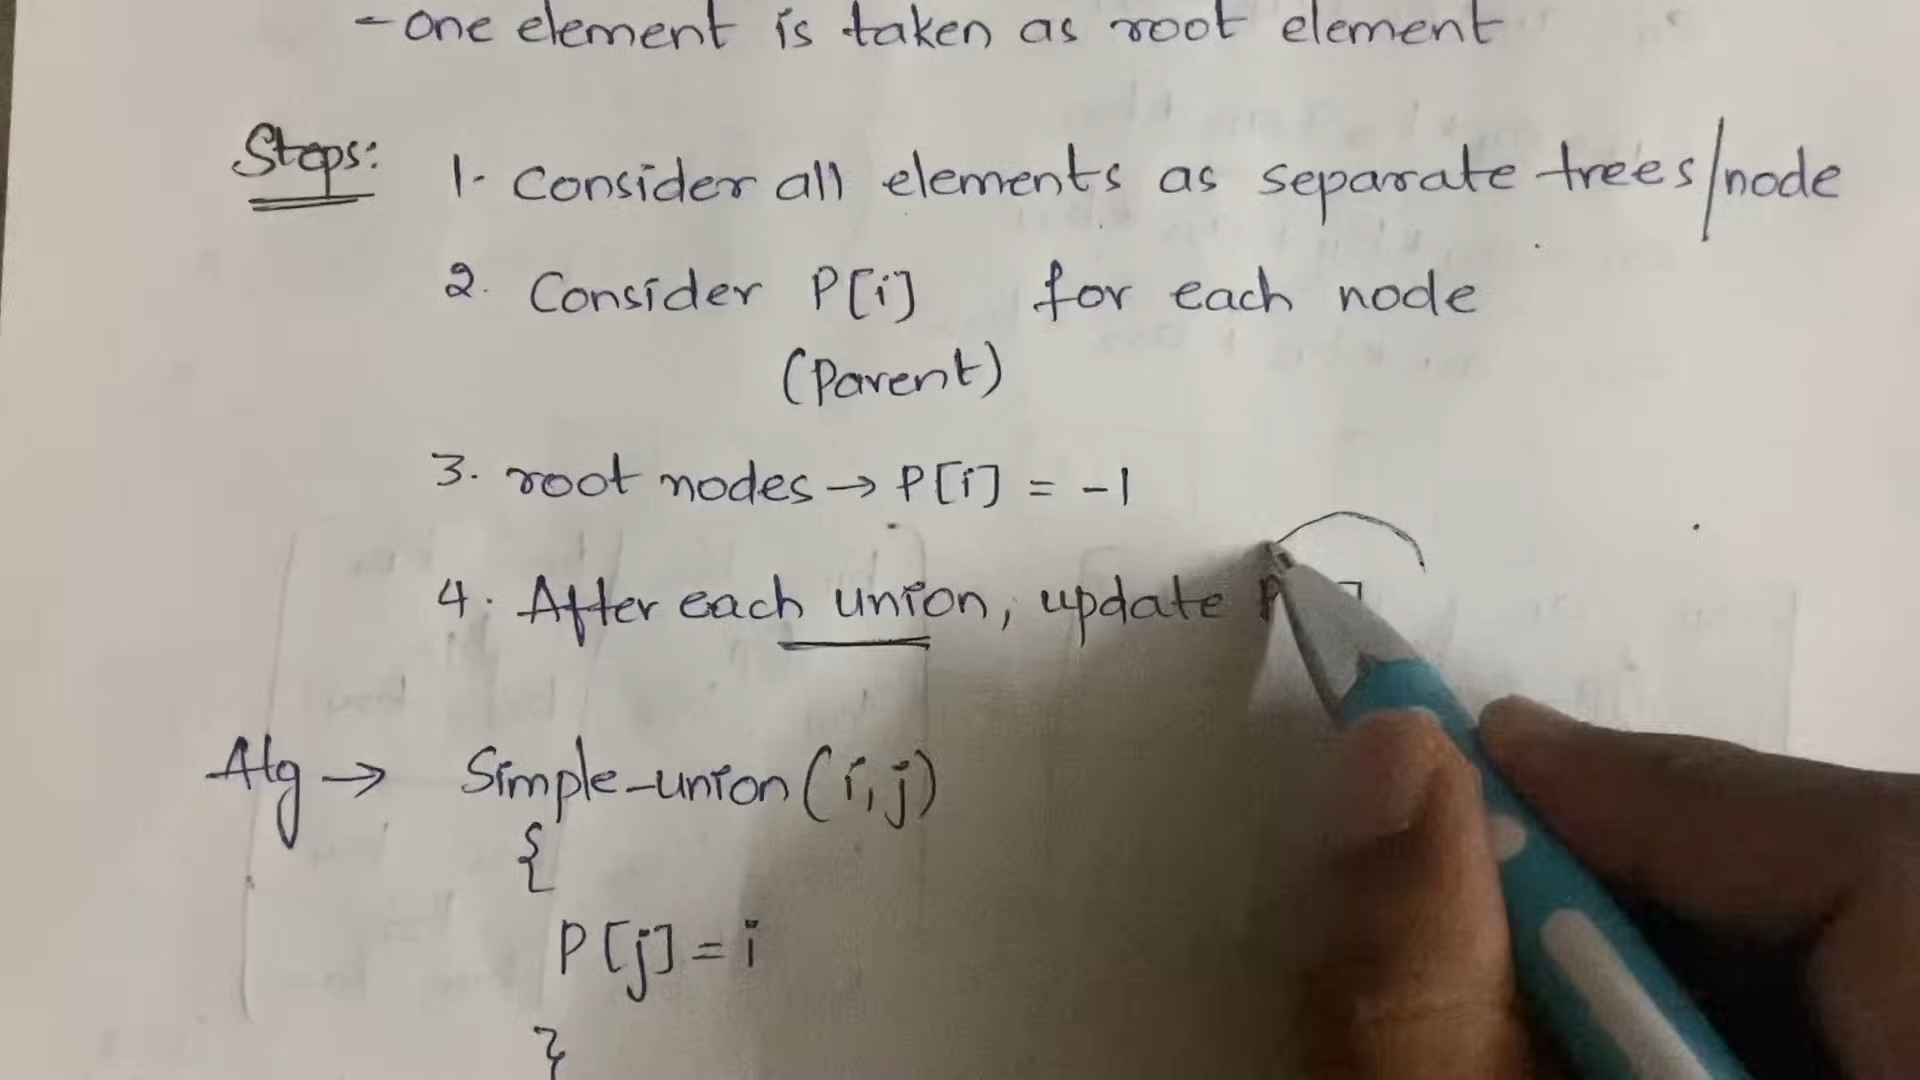 - one element is taken as root element
Steps: 1. Consider all elements as separate trees/node
2. Consider P[i] for each node
(Parent)
3. root nodes → P[i] = -1
4. After each union, update
Alg → Simple-union(i,j)
{
P[j] = i
}